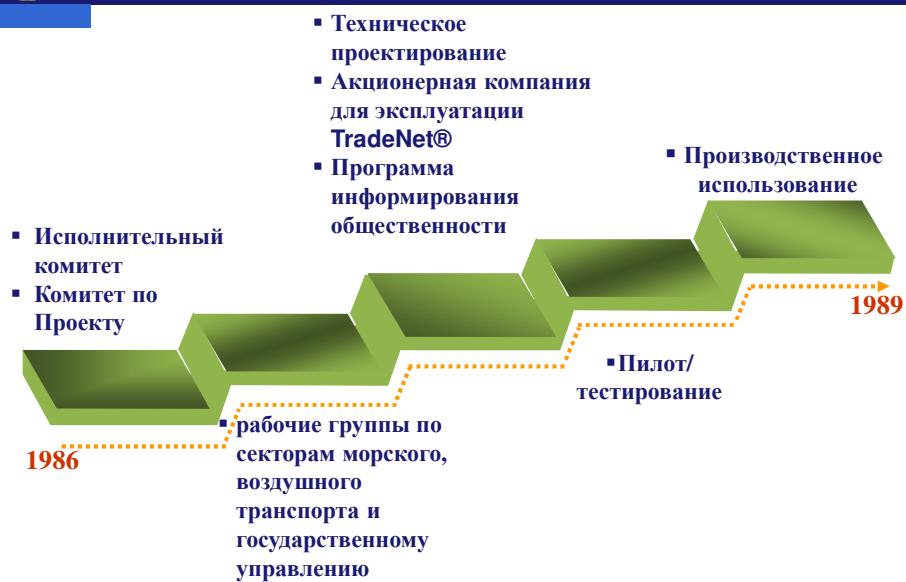 ▪ Техническое
проектирование
▪ Акционерная компания
для эксплуатации
TradeNet®
▪ Программа
информирования
общественности
▪ Производственное
использование
▪ Исполнительный
комитет
▪ Комитет по
Проекту
1989
▪Пилот/
тестирование
1986
▪ рабочие группы по
секторам морского,
воздушного
транспорта и
государственному
управлению